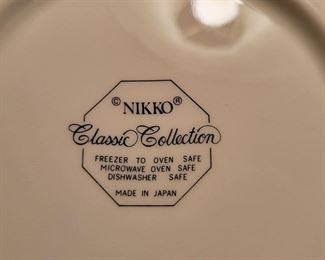 © NIKKO ®
Classic Collection
FREEZER TO OVEN SAFE
MICROWAVE OVEN SAFE
DISHWASHER SAFE
MADE IN JAPAN